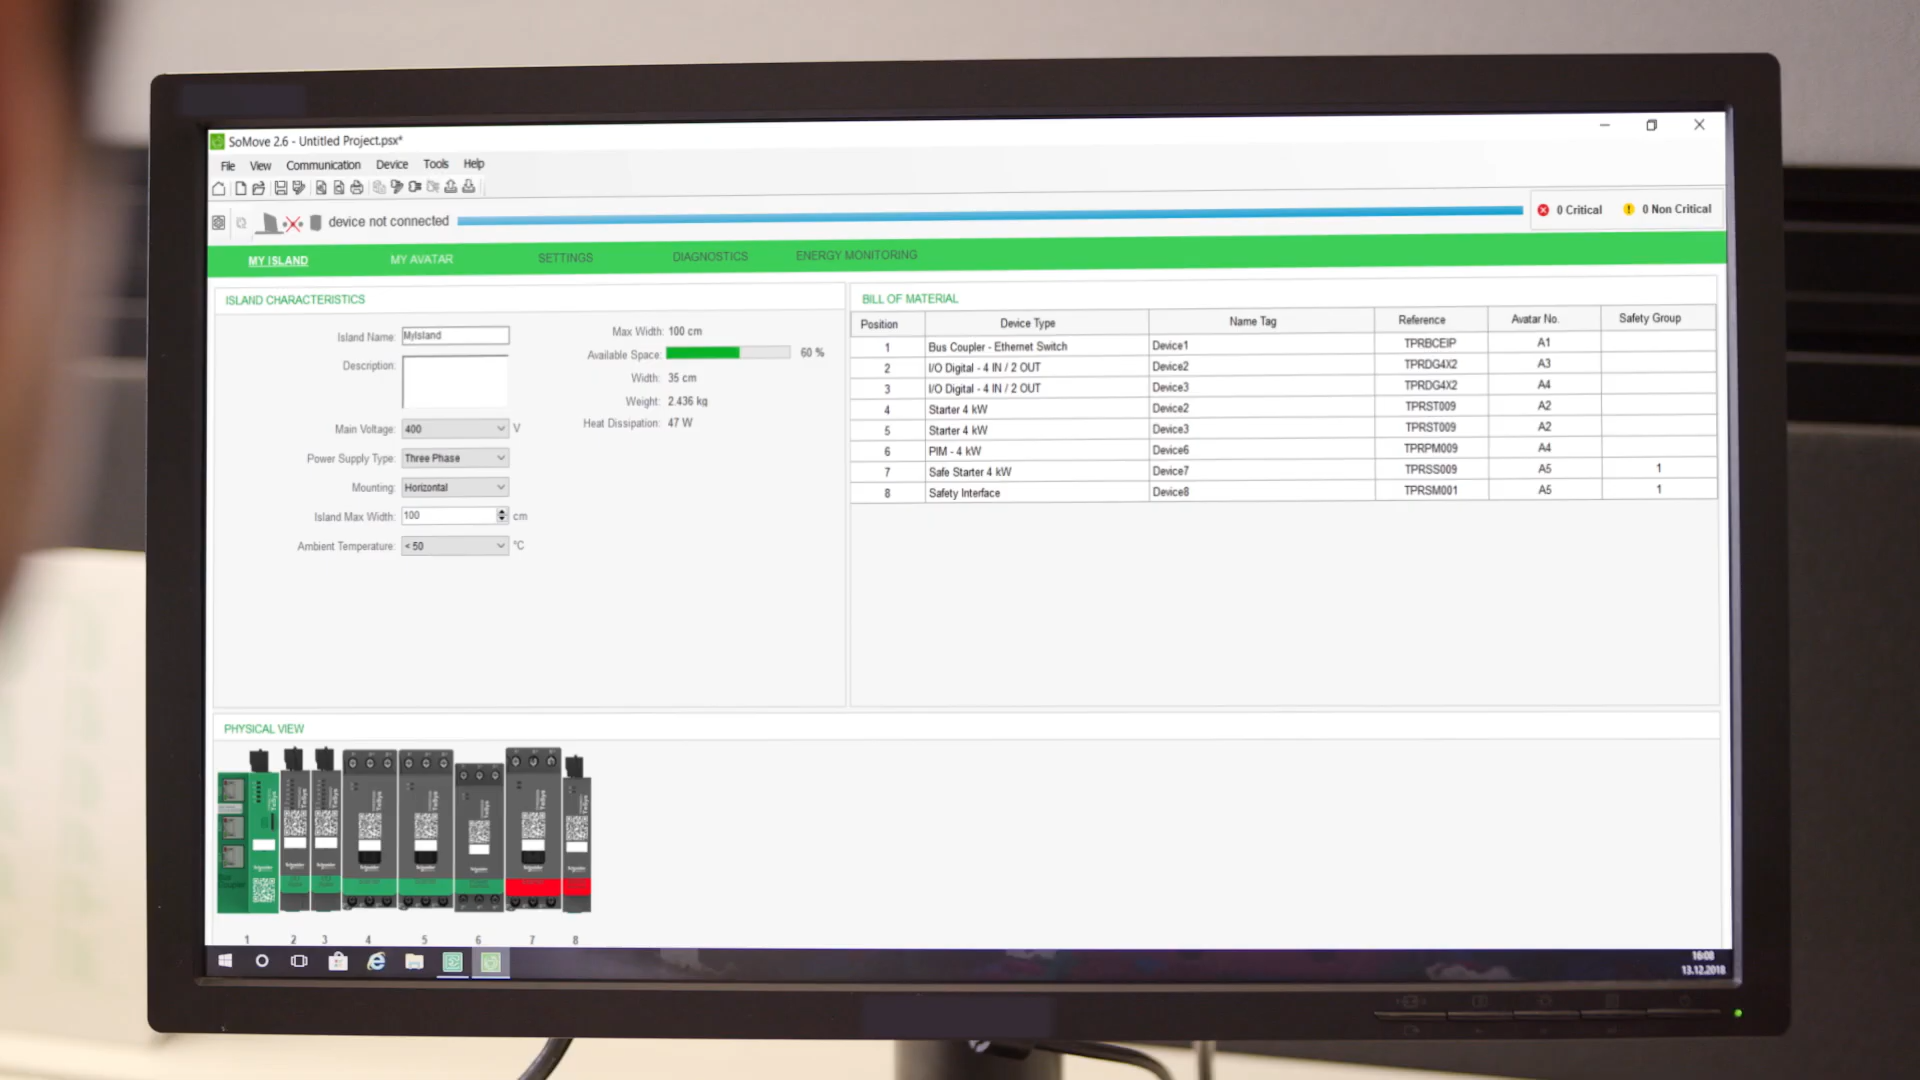 SoMove 2.6 - Untitled Project.psx*
File View Communication Device Tools Help
device not connected
0 Critical
0 Non Critical
MY ISLAND MY AVATAR SETTINGS DIAGNOSTICS ENERGY MONITORING
ISLAND CHARACTERISTICS
Island Name: MyIsland
Description:
Main Voltage: 400 V
Power Supply Type: Three Phase
Mounting: Horizontal
Island Max Width: 100 cm
Ambient Temperature: < 50 °C
Max Width: 100 cm
Available Space: 60 %
Width: 35 cm
Weight: 2.436 kg
Heat Dissipation: 47 W
BILL OF MATERIAL
Position Device Type Name Tag Reference Avatar No. Safety Group
1 Bus Coupler - Ethernet Switch Device1 TPRBCEIP A1
2 I/O Digital - 4 IN / 2 OUT Device2 TPRDG4X2 A3
3 I/O Digital - 4 IN / 2 OUT Device3 TPRDG4X2 A4
4 Starter 4 kW Device2 TPRST009 A2
5 Starter 4 kW Device3 TPRST009 A2
6 PIM - 4 kW Device6 TPRPM009 A4
7 Safe Starter 4 kW Device7 TPRSS009 A5 1
8 Safety Interface Device8 TPRSM001 A5 1
PHYSICAL VIEW
Bus
Coupler
1 2 3 4 5 6 7 8
16:08
13.12.2018